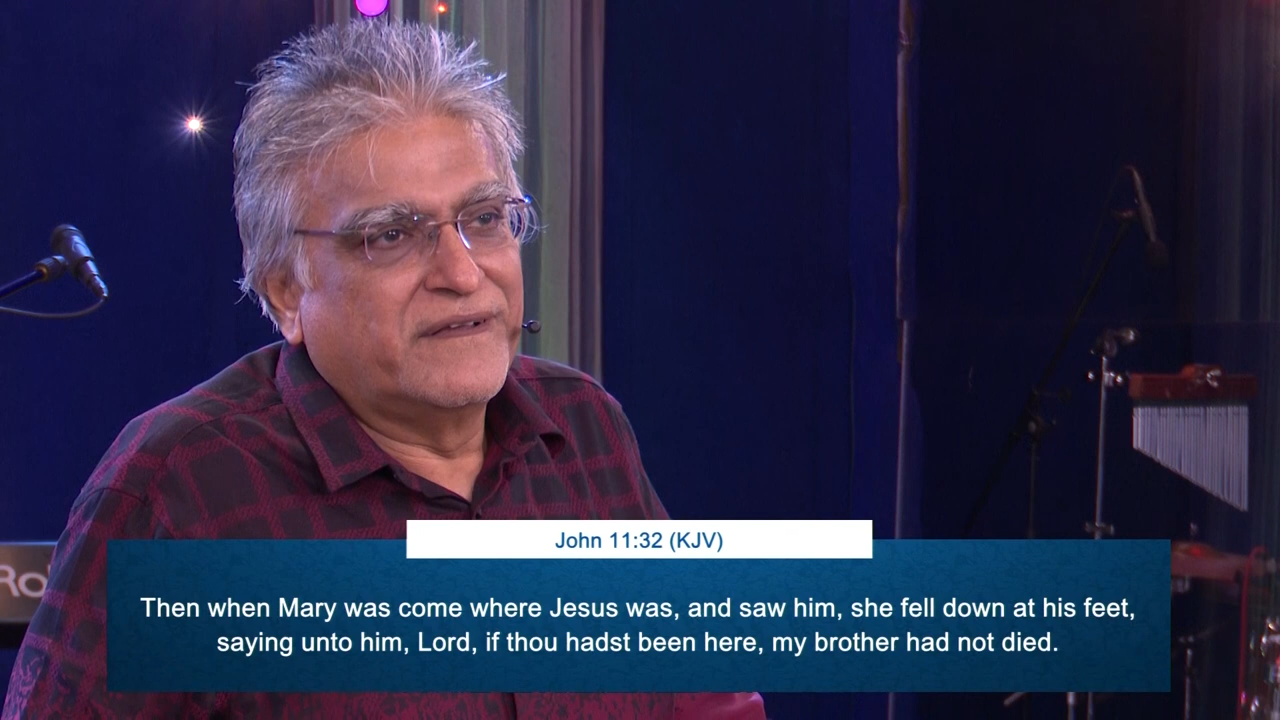 John 11:32 (KJV)
Then when Mary was come where Jesus was, and saw him, she fell down at his feet,
saying unto him, Lord, if thou hadst been here, my brother had not died.
Ro